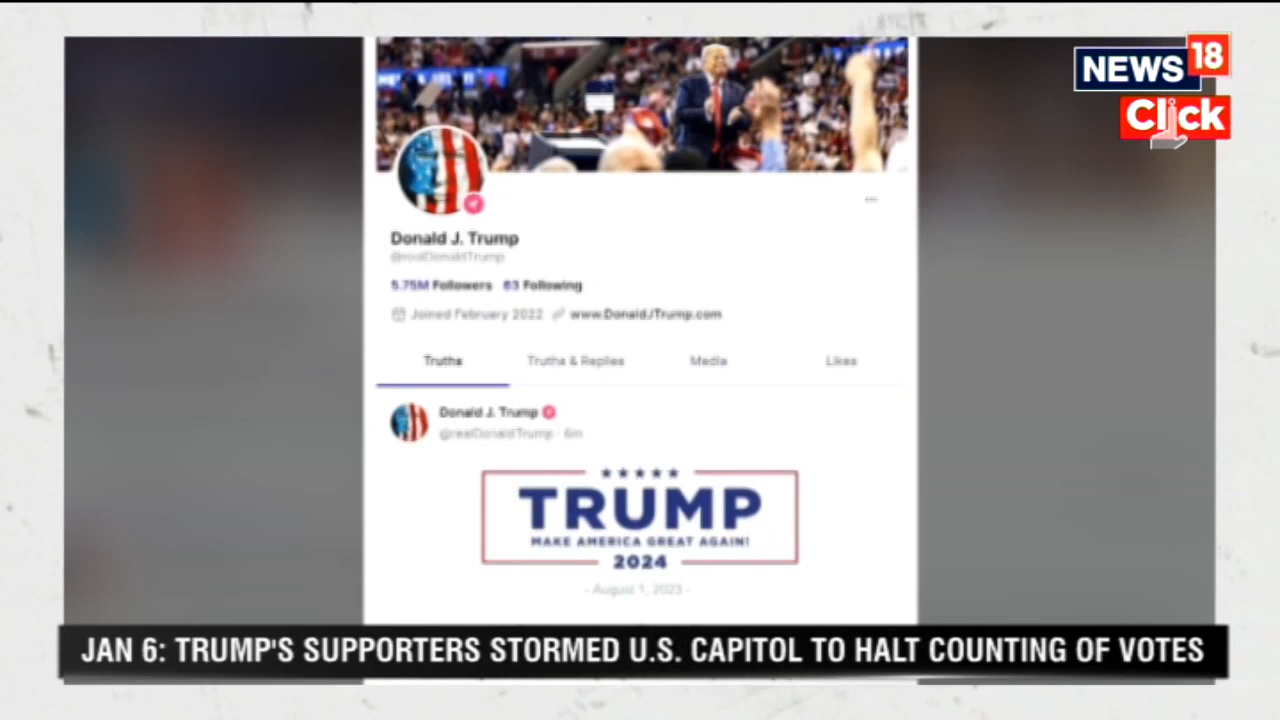 NEWS 18
Click
Donald J. Trump
@realDonaldTrump
5.75M Followers 63 Following
Joined February 2022 www.DonaldJTrump.com
Truths Truths & Replies Media Likes
Donald J. Trump
@realDonaldTrump · 6m
TRUMP
MAKE AMERICA GREAT AGAIN!
2024
- August 1, 2023 -
JAN 6: TRUMP'S SUPPORTERS STORMED U.S. CAPITOL TO HALT COUNTING OF VOTES